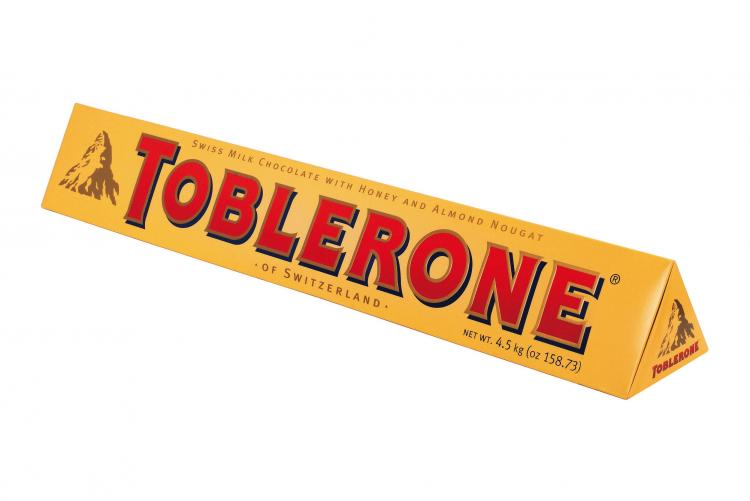 Swiss Milk Chocolate with Honey and Almond Nougat
TOBLERONE®
· OF SWITZERLAND ·
NET WT. 4.5 kg (oz 158.73)
TOBLERONE